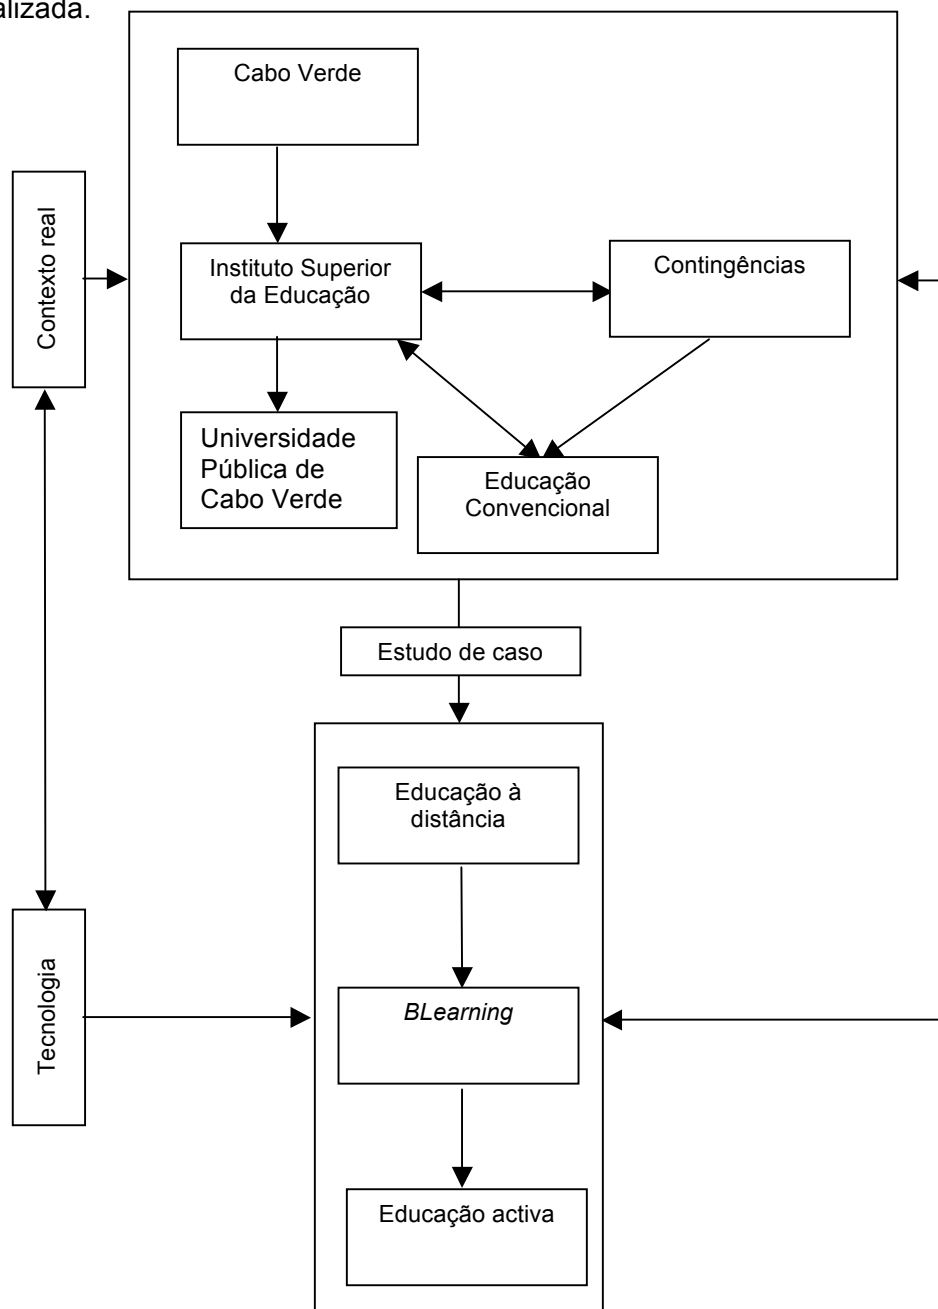 alizada.
Cabo Verde
Contexto real
Instituto Superior
da Educação
Contingências
Universidade
Pública de
Cabo Verde
Educação
Convencional
Estudo de caso
Educação à
distância
Tecnologia
BLearning
Educação activa